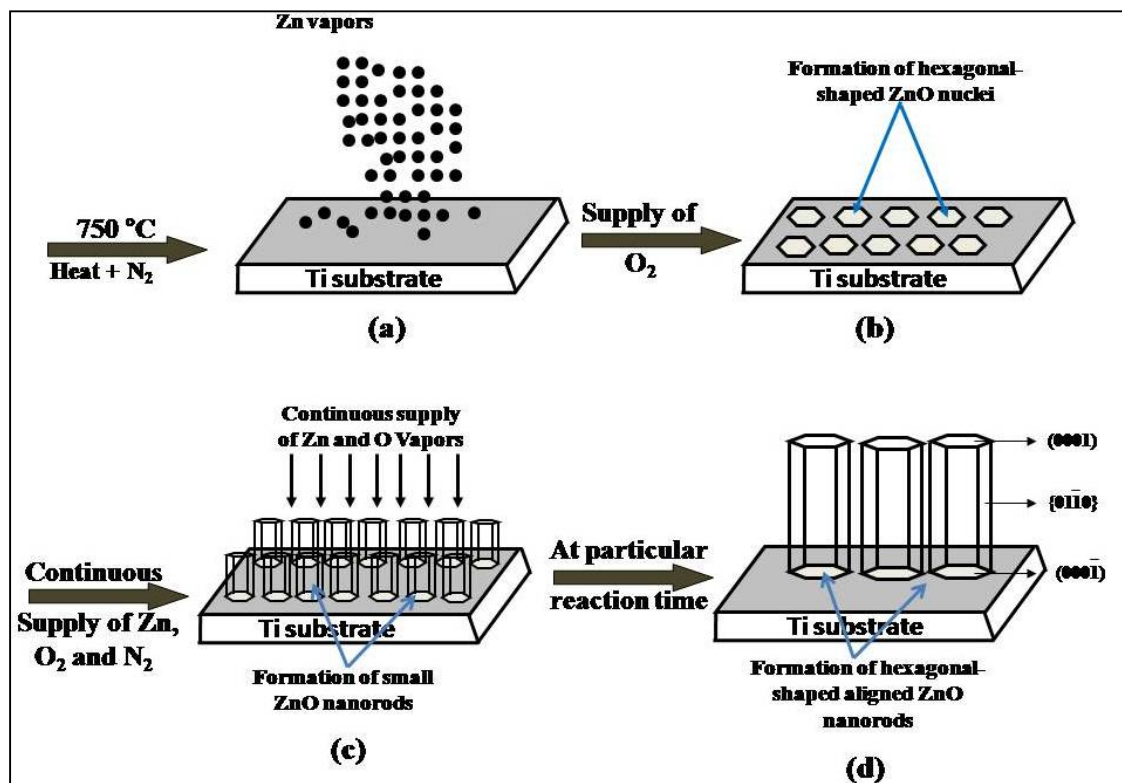 Zn vapors
750 °C
Heat + N₂
Ti substrate
(a)
Supply of
O₂
Formation of hexagonal-
shaped ZnO nuclei
Ti substrate
(b)
Continuous
Supply of Zn,
O₂ and N₂
Continuous supply
of Zn and O Vapors
Ti substrate
Formation of small
ZnO nanorods
(c)
At particular
reaction time
(0001)
{011̅0}
(0001̅)
Ti substrate
Formation of hexagonal-
shaped aligned ZnO
nanorods
(d)